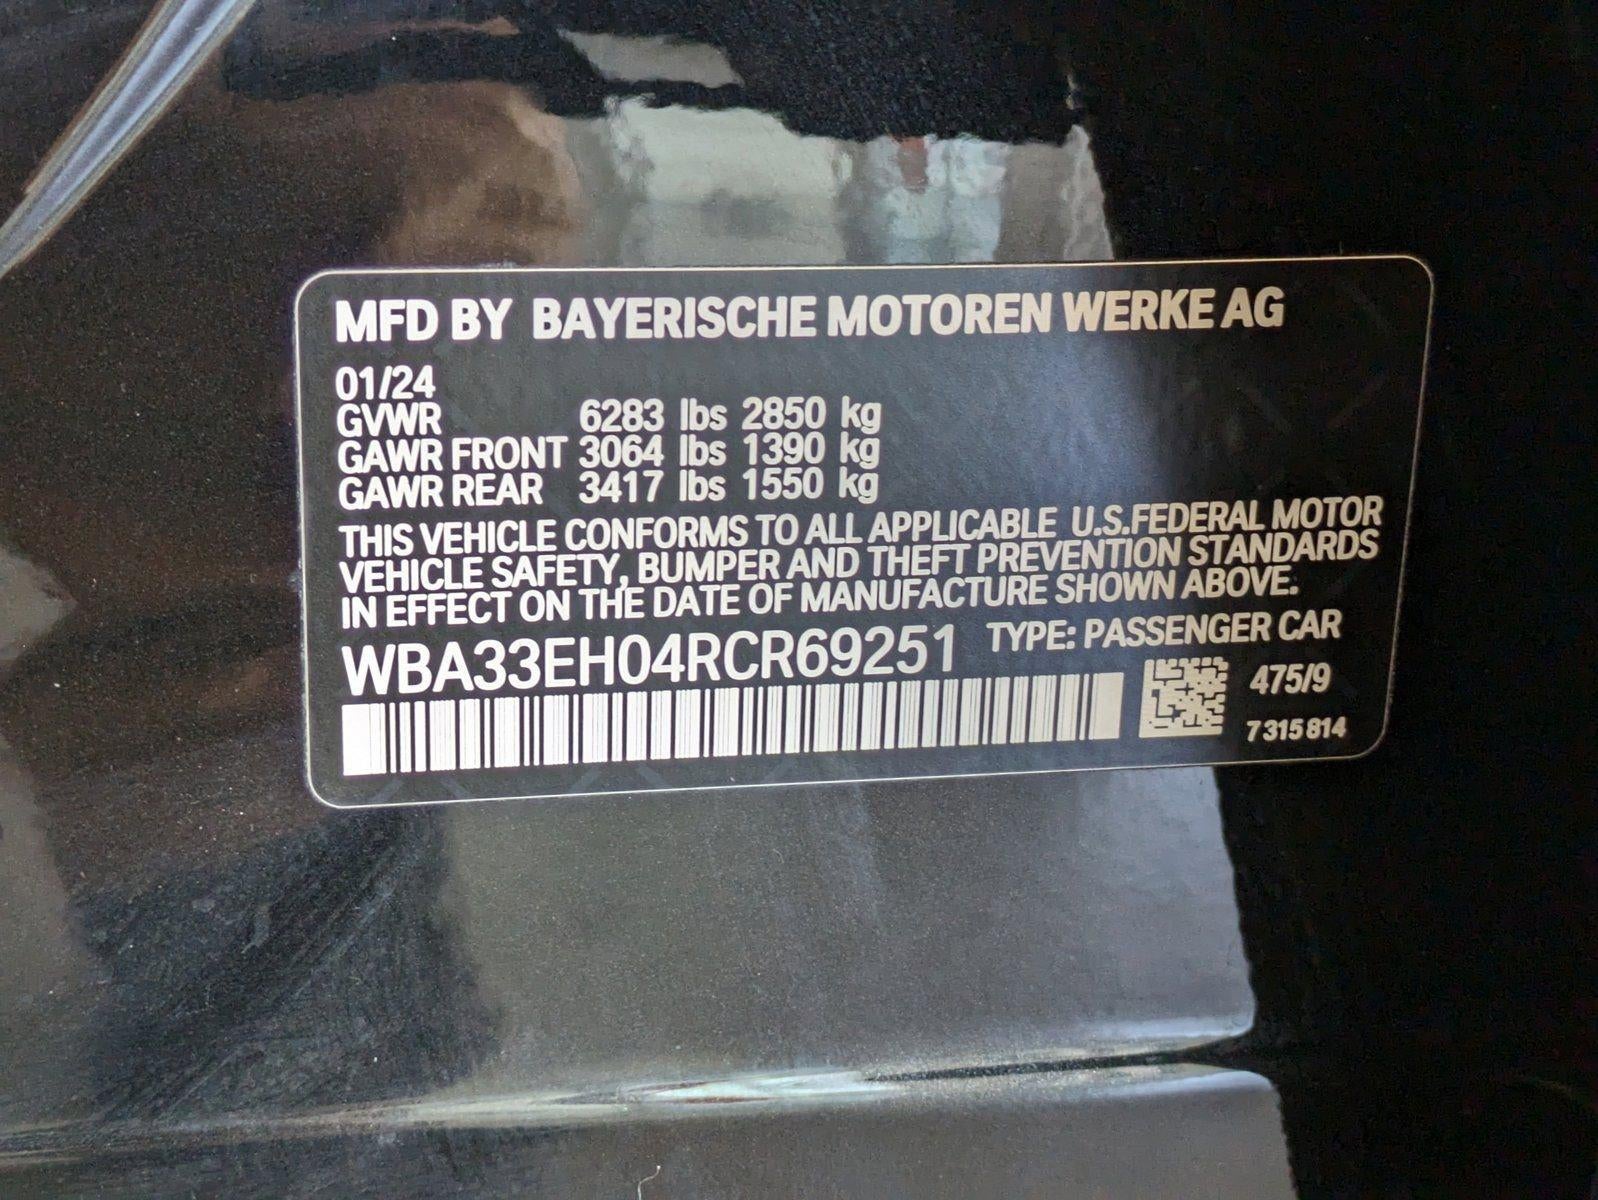 MFD BY BAYERISCHE MOTOREN WERKE AG
01/24
GVWR 6283 lbs 2850 kg
GAWR FRONT 3064 lbs 1390 kg
GAWR REAR 3417 lbs 1550 kg
THIS VEHICLE CONFORMS TO ALL APPLICABLE U.S.FEDERAL MOTOR
VEHICLE SAFETY, BUMPER AND THEFT PREVENTION STANDARDS
IN EFFECT ON THE DATE OF MANUFACTURE SHOWN ABOVE.
WBA33EH04RCR69251 TYPE: PASSENGER CAR
475/9
7 315 814